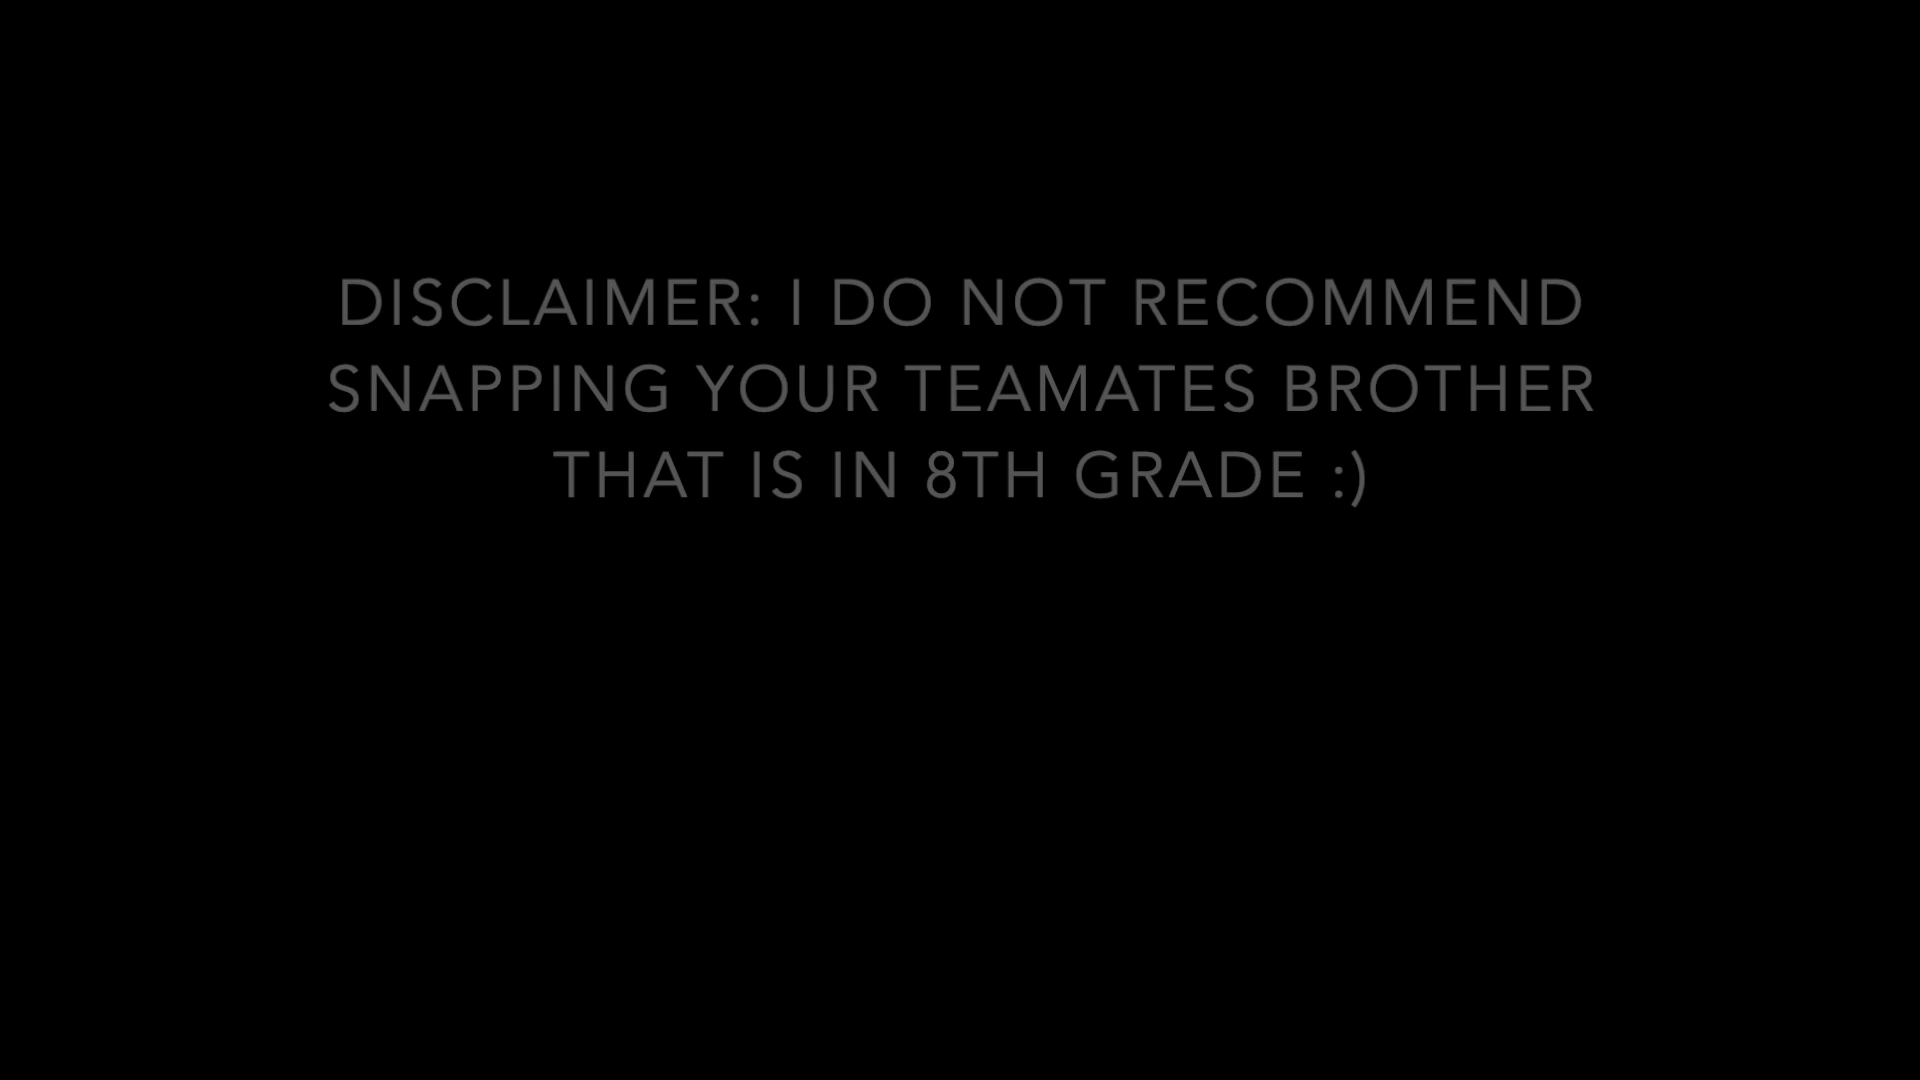 DISCLAIMER: I DO NOT RECOMMEND
SNAPPING YOUR TEAMATES BROTHER
THAT IS IN 8TH GRADE :)